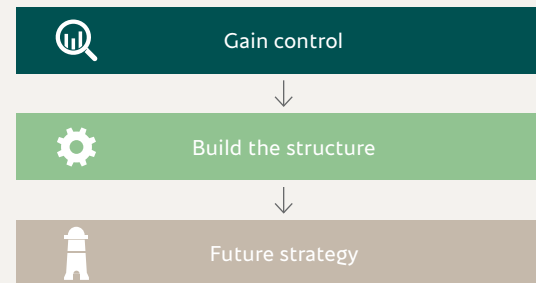 Gain control
Build the structure
Future strategy